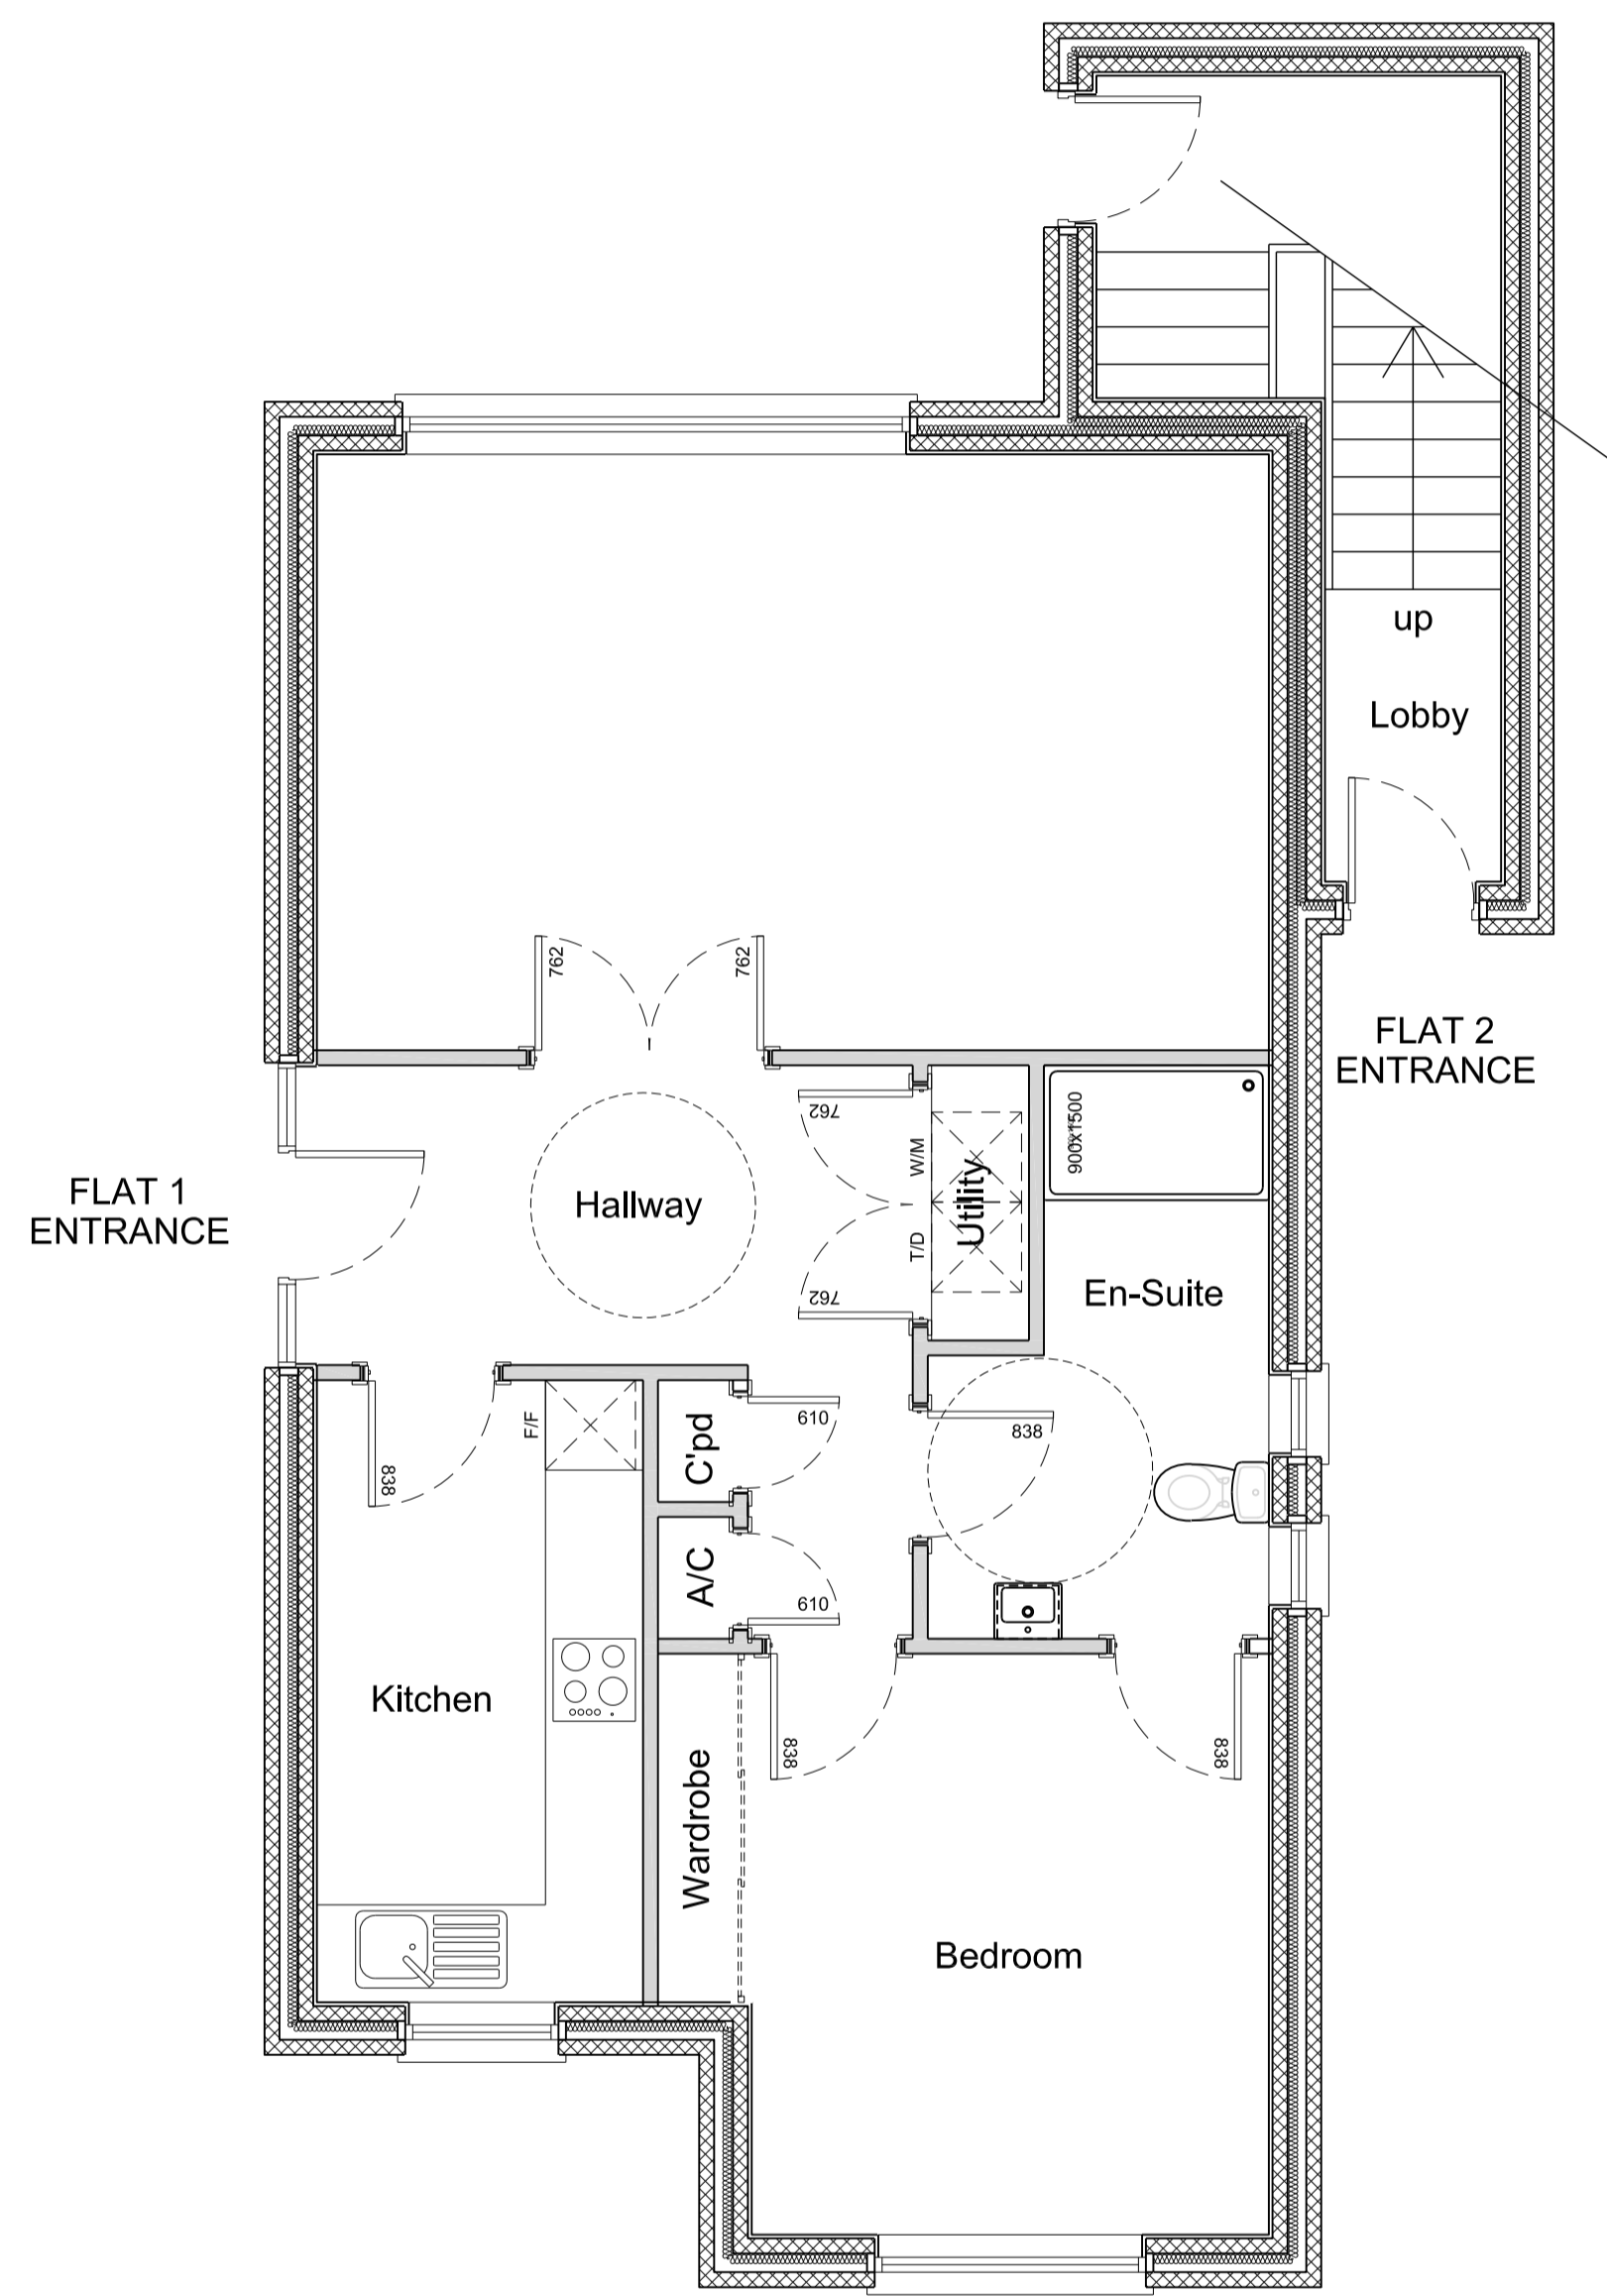 up
Lobby
762
762
FLAT 2
ENTRANCE
762
W/M
T/D
762
Utility
900x1500
FLAT 1
ENTRANCE
Hallway
En-Suite
F/F
838
C'pd
610
838
A/C
610
Kitchen
Wardrobe
838
838
Bedroom